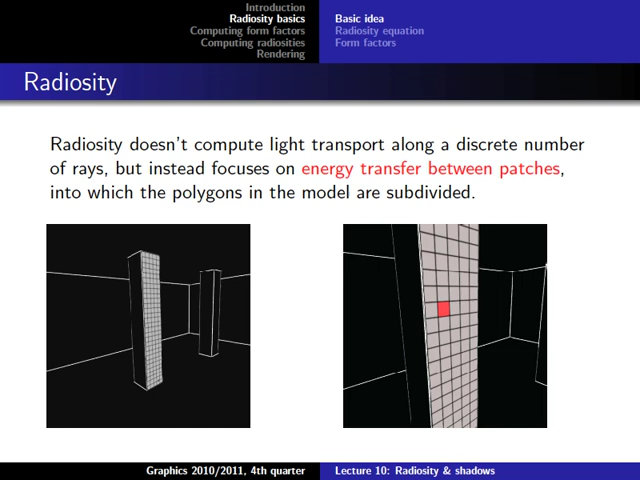 Introduction
Radiosity basics
Computing form factors
Computing radiosities
Rendering
Basic idea
Radiosity equation
Form factors
Radiosity
Radiosity doesn't compute light transport along a discrete number
of rays, but instead focuses on energy transfer between patches,
into which the polygons in the model are subdivided.
Graphics 2010/2011, 4th quarter
Lecture 10: Radiosity & shadows